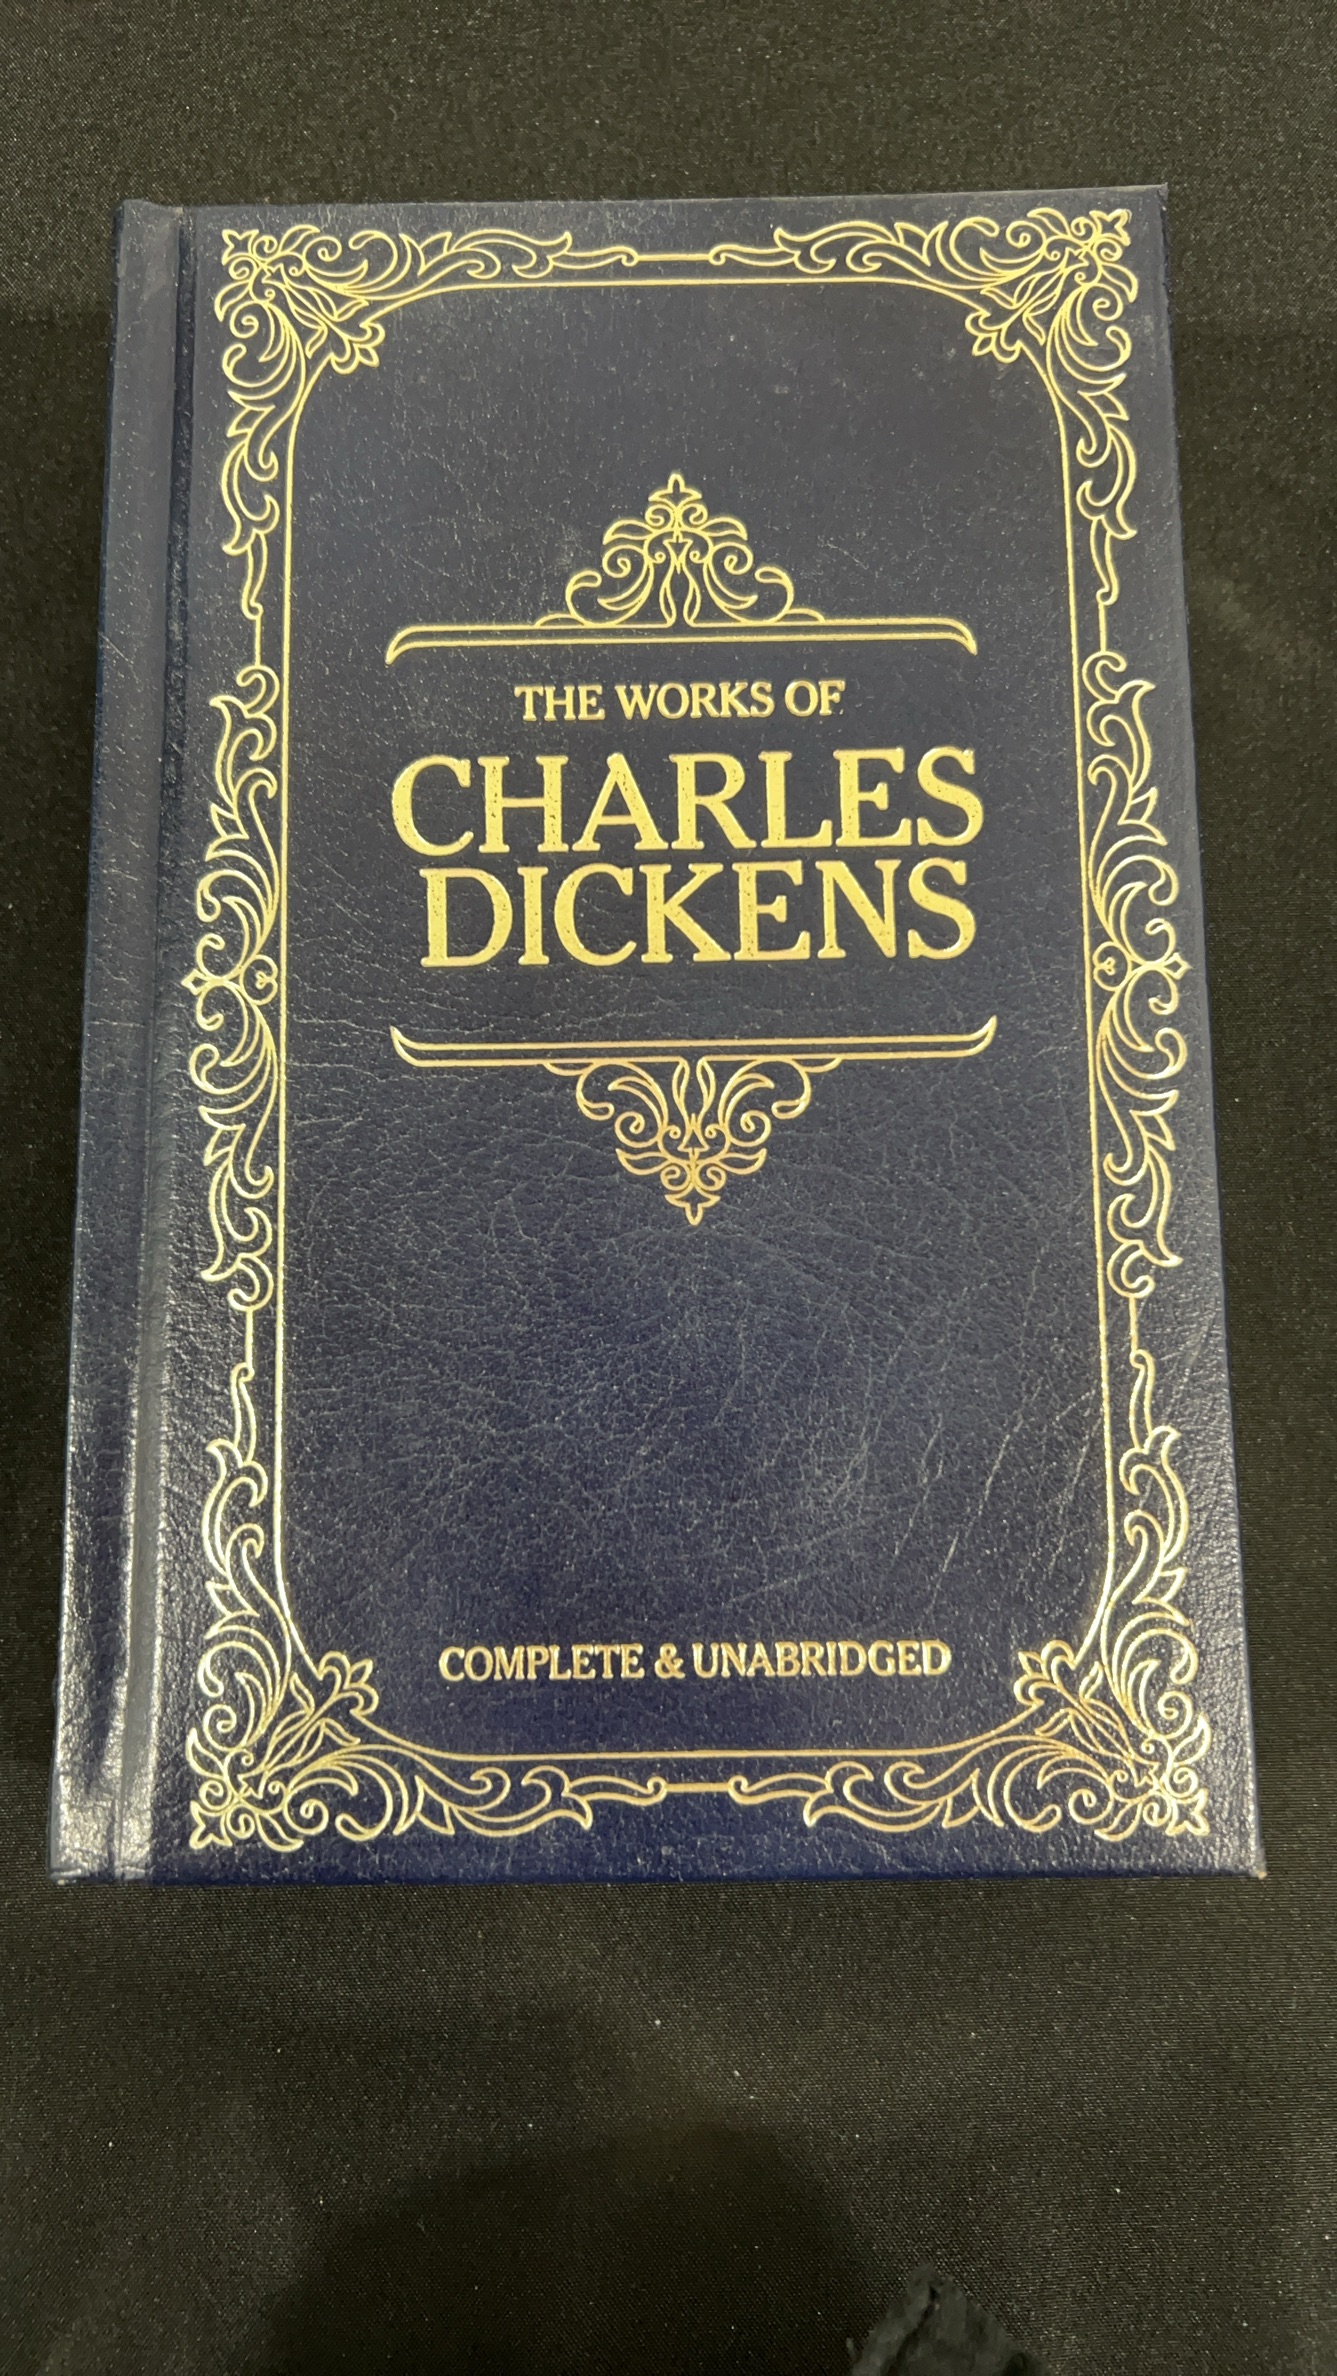 THE WORKS OF
CHARLES
DICKENS
COMPLETE & UNABRIDGED